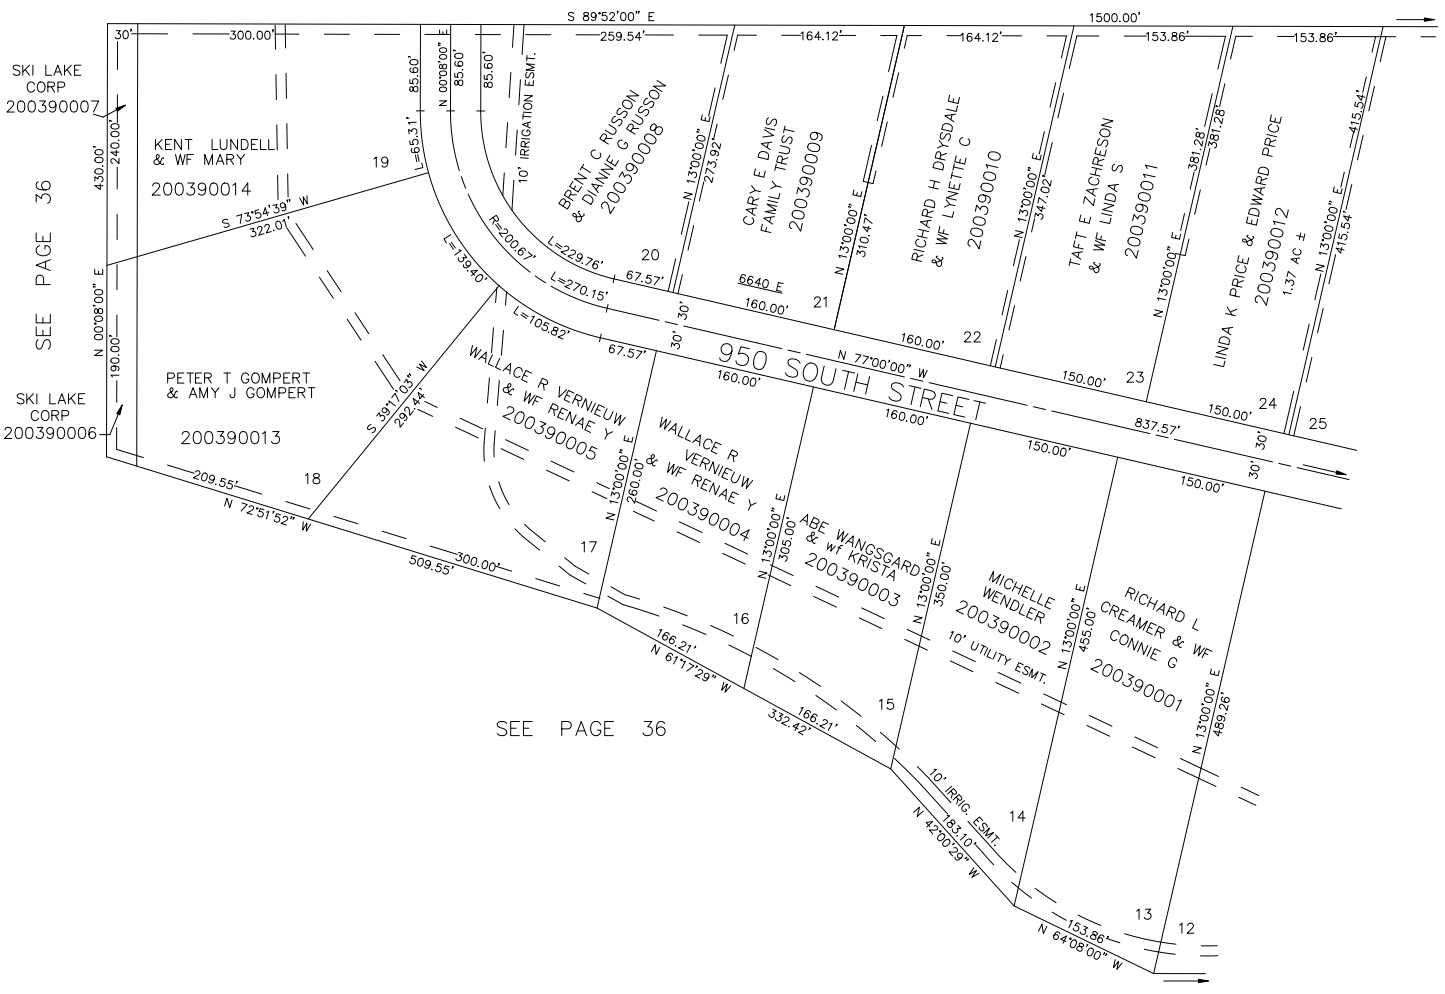 S 89°52'00" E
1500.00'
30'
300.00'
259.54'
164.12'
164.12'
153.86'
153.86'
SKI LAKE
CORP
200390007
430.00'
240.00'
SEE PAGE 36
KENT LUNDELL
& WF MARY
200390014
19
S 73°54'39" W
322.01'
85.60'
N 00°08'00" E
85.60'
85.60'
L=65.31'
10' IRRIGATION ESMT.
BRENT C RUSSON
& DIANNE G RUSSON
200390008
20
N 13°00'00" E
273.92'
CARY E DAVIS
FAMILY TRUST
200390009
6640 E
21
N 13°00'00" E
310.47'
RICHARD H DRYSDALE
& WF LYNETTE C
200390010
22
N 13°00'00" E
347.02'
TAFT E ZACHRESON
& WF LINDA S
200390011
23
N 13°00'00" E
381.28'
381.28'
LINDA K PRICE & EDWARD PRICE
200390012
1.37 AC ±
24
N 13°00'00" E
415.54'
415.54'
25
R=200.67'
L=229.76'
L=139.40'
L=270.15'
L=105.82'
67.57'
67.57'
30'
30'
160.00'
160.00'
150.00'
150.00'
950 SOUTH STREET
N 77°00'00" W
837.57'
30'
30'
160.00'
160.00'
150.00'
150.00'
N 00°08'00" E
190.00'
SKI LAKE
CORP
200390006
PETER T GOMPERT
& AMY J GOMPERT
200390013
18
S 39°17'03" W
292.44'
209.55'
N 72°51'52" W
300.00'
509.55'
WALLACE R VERNIEUW
& WF RENAE Y
200390005
17
N 13°00'00" E
260.00'
WALLACE R
VERNIEUW
& WF RENAE Y
200390004
16
N 13°00'00" E
305.00'
ABE WANGSGARD
& wf KRISTA
200390003
15
N 13°00'00" E
350.00'
MICHELLE
WENDLER
200390002
10' UTILITY ESMT.
14
N 13°00'00" E
455.00'
RICHARD L
CREAMER & WF
CONNIE G
200390001
13
N 13°00'00" E
489.26'
12
166.21'
N 61°17'29" W
166.21'
332.42'
SEE PAGE 36
10' IRRIG. ESMT.
183.10'
N 42°00'29" W
153.86'
N 64°08'00" W